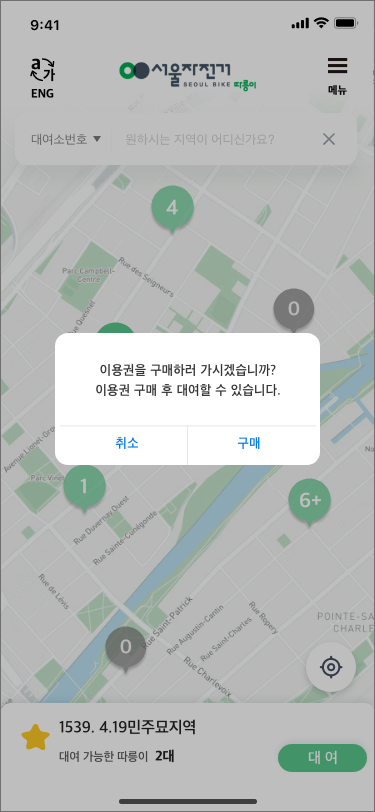 9:41
a가
ENG
서울자전거
SEOUL BIKE 따릉이
메뉴
대여소번호
원하시는 지역이 어디신가요?
4
Rue des Seigneurs
Parc Campbell-
Centre
0
이용권을 구매하러 가시겠습니까?
이용권 구매 후 대여할 수 있습니다.
취소
구매
1
6+
Rue Duvernay Ouest
Rue Sainte-Cunégonde
Rue de Lévis
Rue Saint-Patrick
Rue Augustin-Cantin
Rue Saint-Charles
Rue Ropery
Rue Charlevoix
POINTE-SA
CHARLE
0
1539. 4.19민주묘지역
대여 가능한 따릉이 2대
대 여